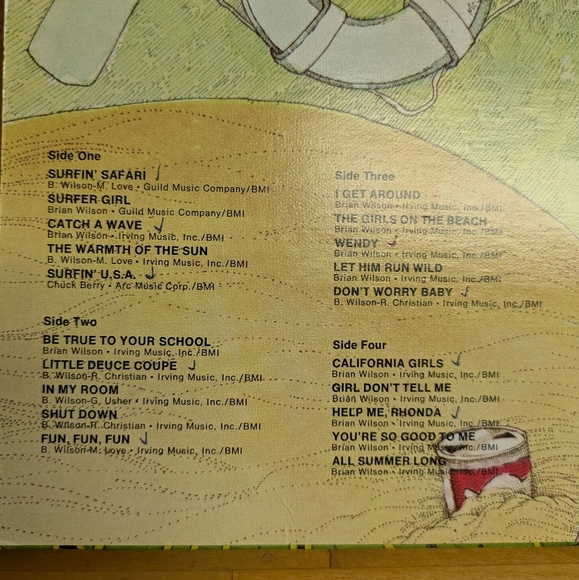 Side One
SURFIN' SAFARI
B. Wilson-M. Love • Guild Music Company/BMI
SURFER GIRL
Brian Wilson • Guild Music Company/BMI
CATCH A WAVE
Brian Wilson • Irving Music, Inc./BMI
THE WARMTH OF THE SUN
B. Wilson-M. Love • Irving Music, Inc./BMI
SURFIN' U.S.A.
Chuck Berry • Arc Music Corp./BMI
Side Two
BE TRUE TO YOUR SCHOOL
Brian Wilson • Irving Music, Inc./BMI
LITTLE DEUCE COUPE
B. Wilson-R. Christian • Irving Music, Inc./BMI
IN MY ROOM
B. Wilson-G. Usher • Irving Music, Inc./BMI
SHUT DOWN
B. Wilson-R. Christian • Irving Music, Inc./BMI
FUN, FUN, FUN
B. Wilson-M. Love • Irving Music, Inc./BMI
Side Three
I GET AROUND
Brian Wilson • Irving Music, Inc./BMI
THE GIRLS ON THE BEACH
Brian Wilson • Irving Music, Inc./BMI
WENDY
Brian Wilson • Irving Music, Inc./BMI
LET HIM RUN WILD
Brian Wilson • Irving Music, Inc./BMI
DON'T WORRY BABY
B. Wilson-R. Christian • Irving Music, Inc./BMI
Side Four
CALIFORNIA GIRLS
Brian Wilson • Irving Music, Inc./BMI
GIRL DON'T TELL ME
Brian Wilson • Irving Music, Inc./BMI
HELP ME, RHONDA
Brian Wilson • Irving Music, Inc./BMI
YOU'RE SO GOOD TO ME
Brian Wilson • Irving Music, Inc./BMI
ALL SUMMER LONG
Brian Wilson • Irving Music, Inc./BMI